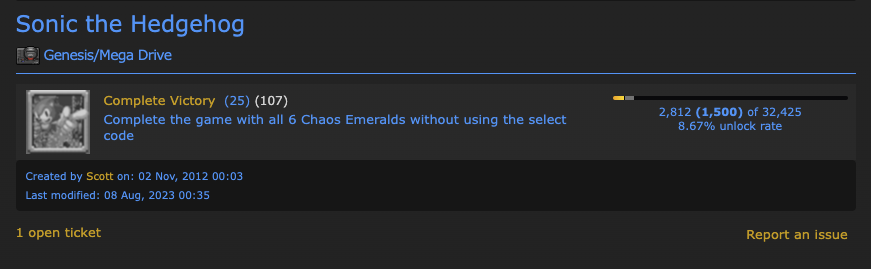 Sonic the Hedgehog
Genesis/Mega Drive
Complete Victory (25) (107)
Complete the game with all 6 Chaos Emeralds without using the select
code
2,812 (1,500) of 32,425
8.67% unlock rate
Created by Scott on: 02 Nov, 2012 00:03
Last modified: 08 Aug, 2023 00:35
1 open ticket
Report an issue